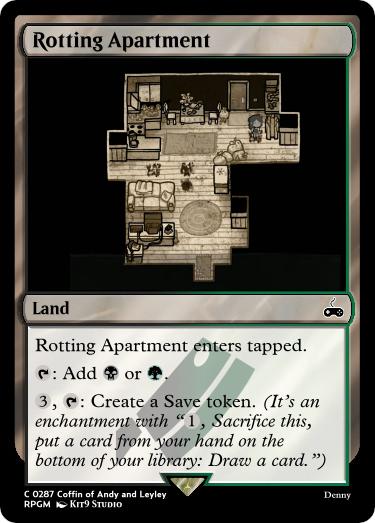 Rotting Apartment
Land
Rotting Apartment enters tapped.
: Add or .
3, : Create a Save token. (It's an
enchantment with “1, Sacrifice this,
put a card from your hand on the
bottom of your library: Draw a card.”)
C 0287 Coffin of Andy and Leyley
RPGM Kit9 Studio
Denny